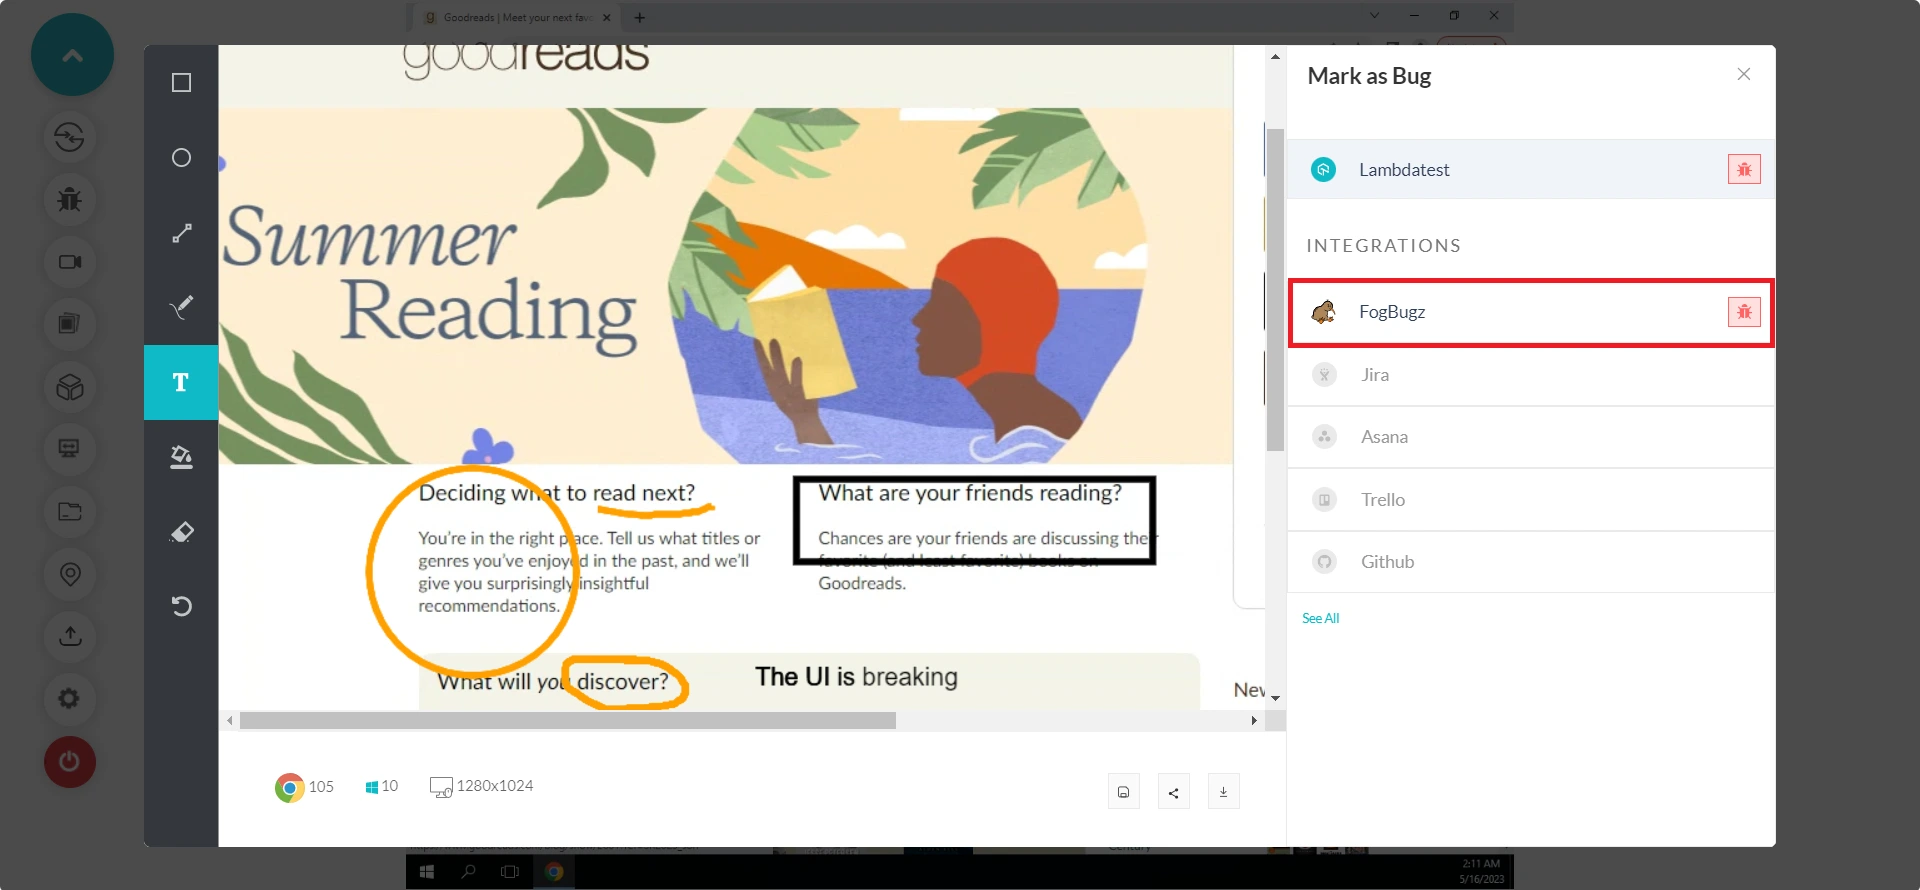 Goodreads | Meet your next fav
goodreads
Summer
Reading
Deciding what to read next?
You're in the right place. Tell us what titles or
genres you've enjoyed in the past, and we'll
give you surprisingly insightful
recommendations.
What are your friends reading?
Chances are your friends are discussing their
favorite (and least favorite) books on
Goodreads.
What will you discover?
The UI is breaking
New
105
10
1280x1024
Mark as Bug
Lambdatest
INTEGRATIONS
FogBugz
Jira
Asana
Trello
Github
See All
T
2:11 AM
5/16/2023